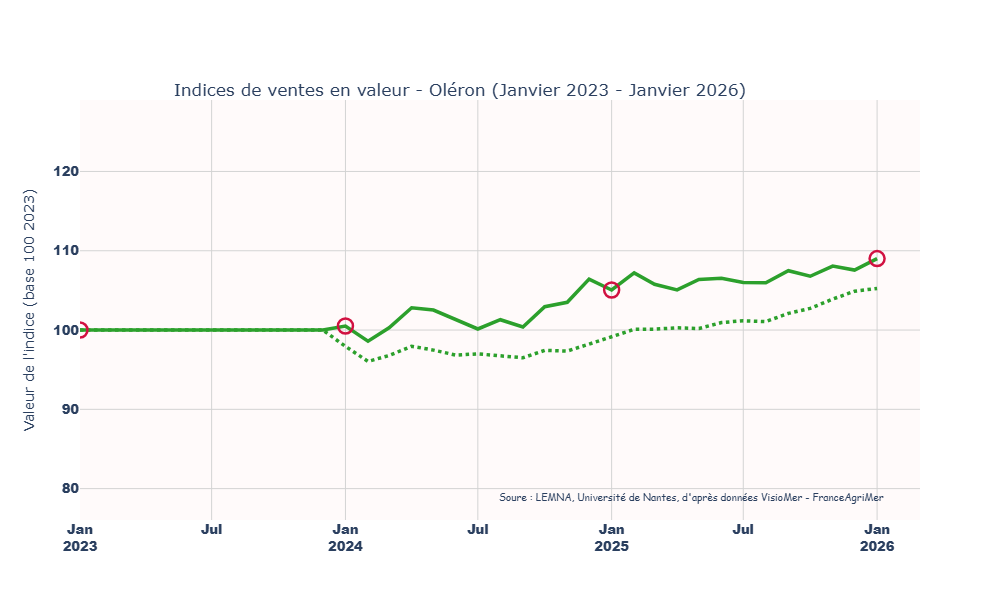 Indices de ventes en valeur - Oléron (Janvier 2023 - Janvier 2026)
Valeur de l'Indice (base 100 2023)
120
110
100
90
80
Soure : LEMNA, Université de Nantes, d'après données VisioMer - FranceAgriMer
Jan Jul Jan Jul Jan Jul Jan
2023 2024 2025 2026